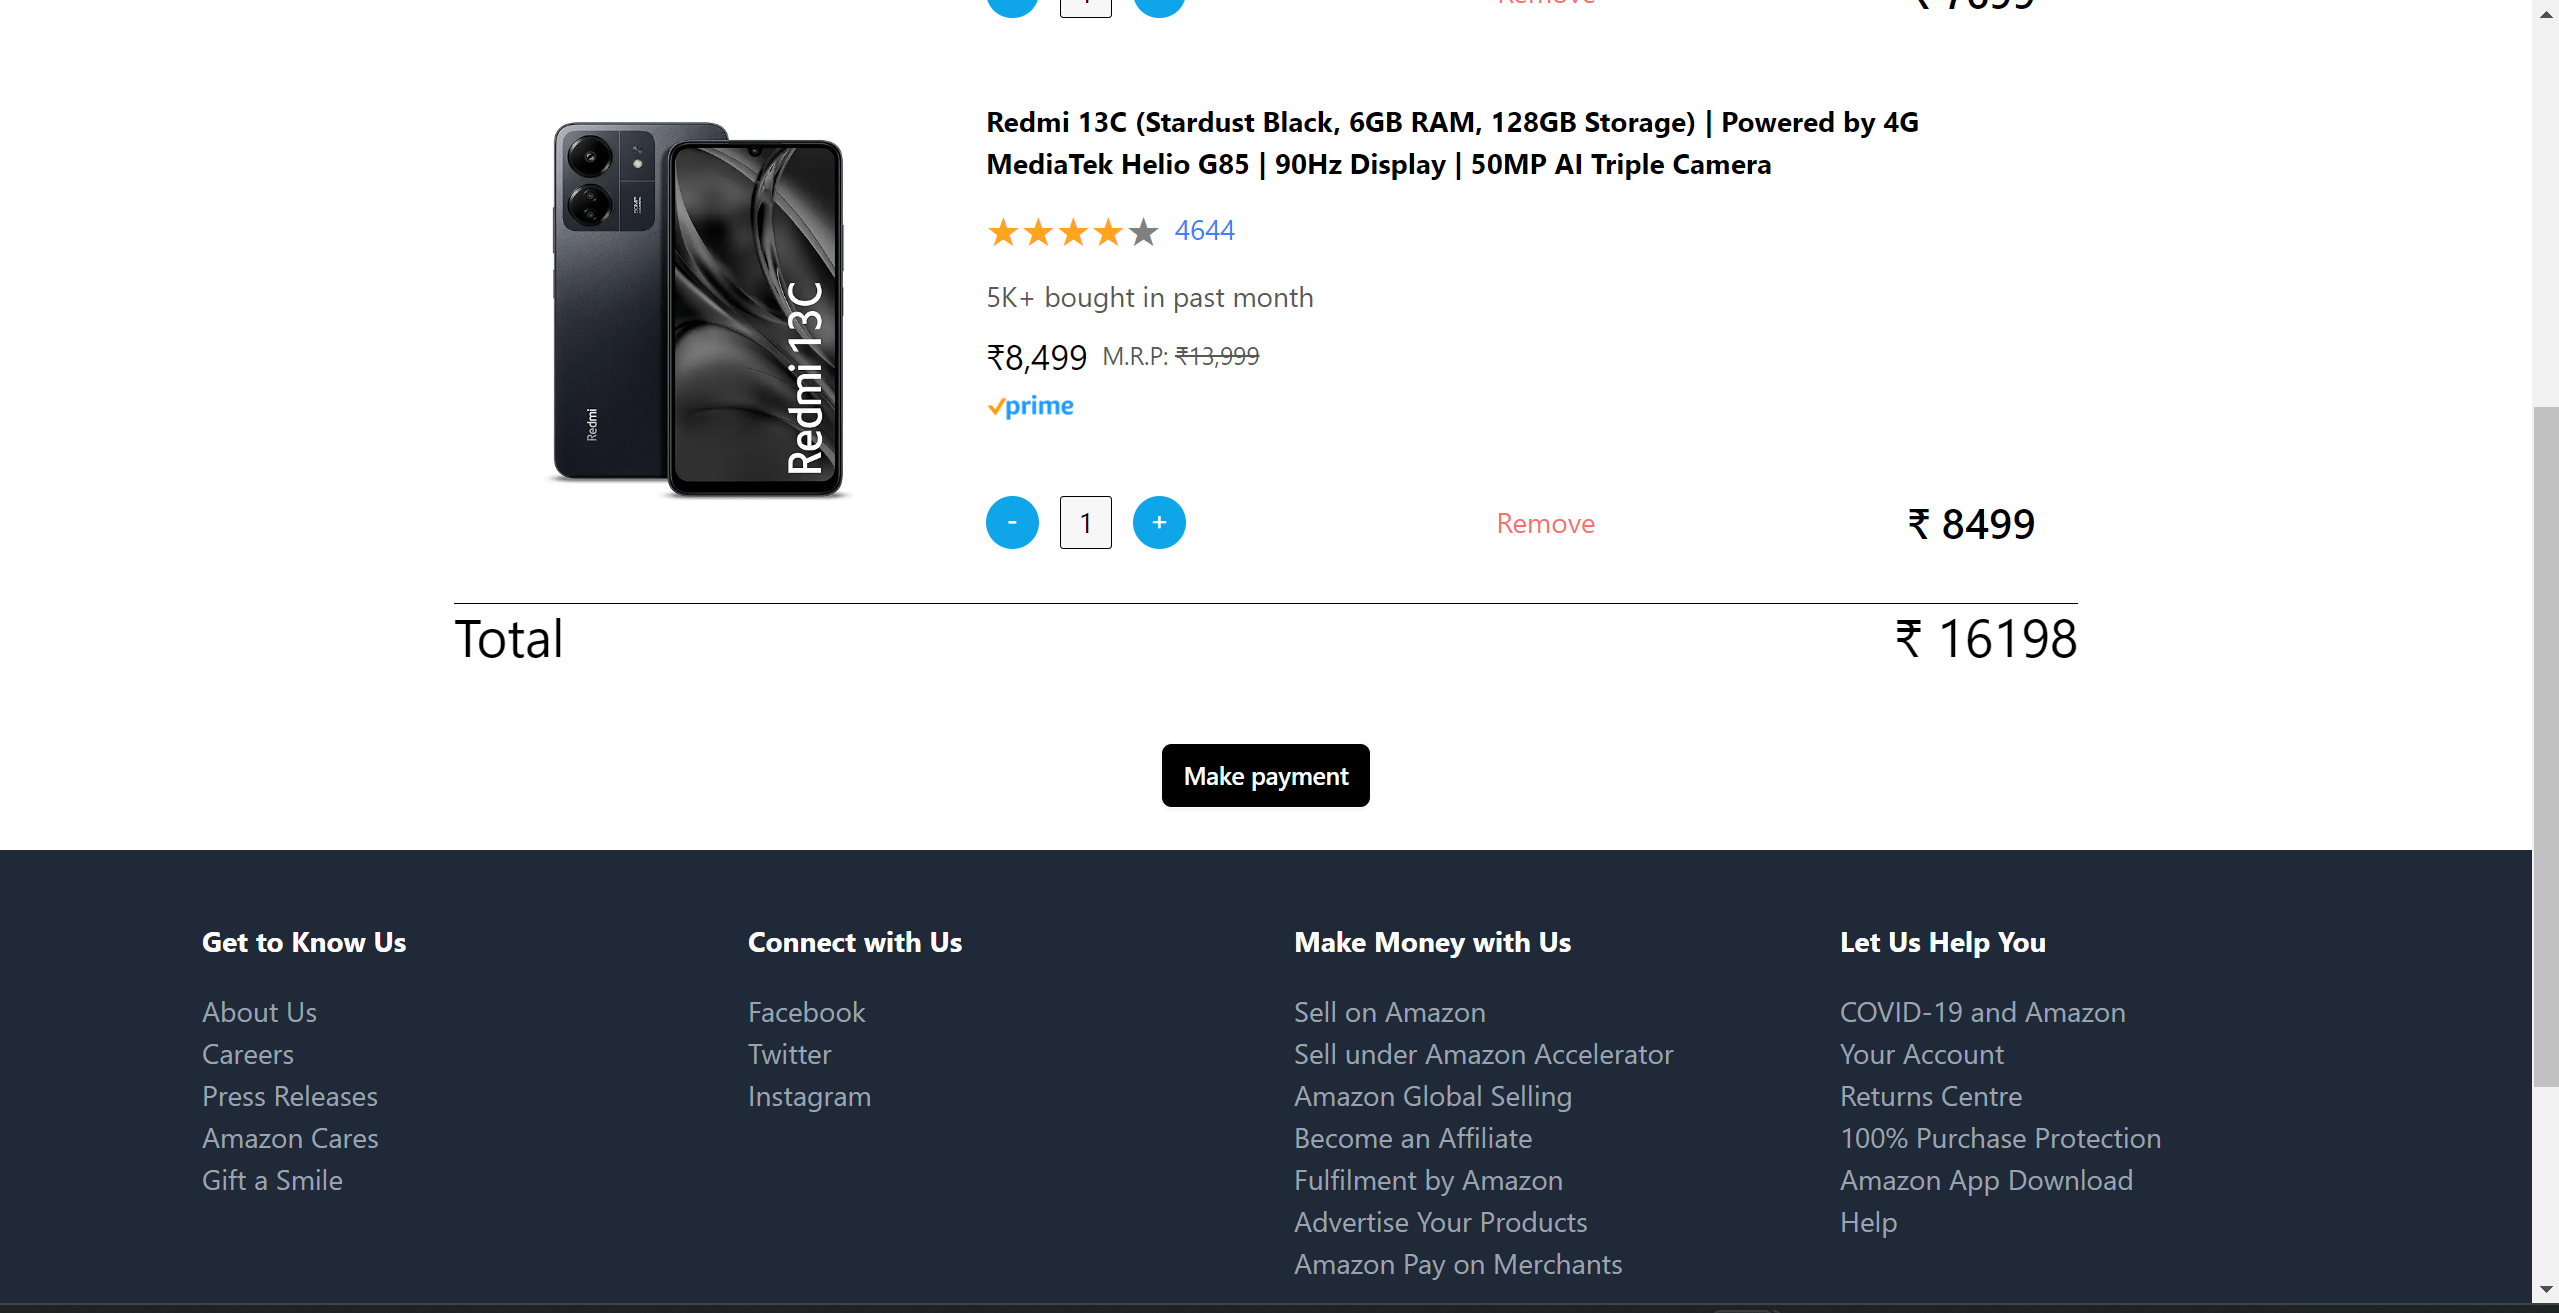 1 Remove ₹ 7699
Redmi 13C (Stardust Black, 6GB RAM, 128GB Storage) | Powered by 4G
MediaTek Helio G85 | 90Hz Display | 50MP AI Triple Camera
4644
5K+ bought in past month
₹8,499 M.R.P: ₹13,999
prime
Redmi
Redmi 13C
- 1 + Remove ₹ 8499
Total ₹ 16198
Make payment
Get to Know Us
About Us
Careers
Press Releases
Amazon Cares
Gift a Smile
Connect with Us
Facebook
Twitter
Instagram
Make Money with Us
Sell on Amazon
Sell under Amazon Accelerator
Amazon Global Selling
Become an Affiliate
Fulfilment by Amazon
Advertise Your Products
Amazon Pay on Merchants
Let Us Help You
COVID-19 and Amazon
Your Account
Returns Centre
100% Purchase Protection
Amazon App Download
Help